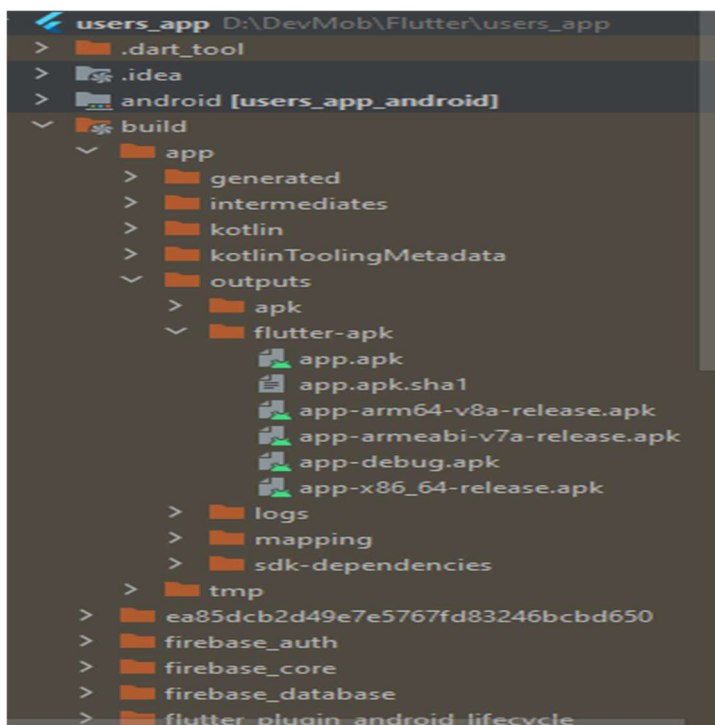 users_app D:\DevMob\Flutter\users_app
.dart_tool
.idea
android [users_app_android]
build
app
generated
intermediates
kotlin
kotlinToolingMetadata
outputs
apk
flutter-apk
app.apk
app.apk.sha1
app-arm64-v8a-release.apk
app-armeabi-v7a-release.apk
app-debug.apk
app-x86_64-release.apk
logs
mapping
sdk-dependencies
tmp
ea85dcb2d49e7e5767fd83246bcbd650
firebase_auth
firebase_core
firebase_database
flutter_plugin_android_lifecycle